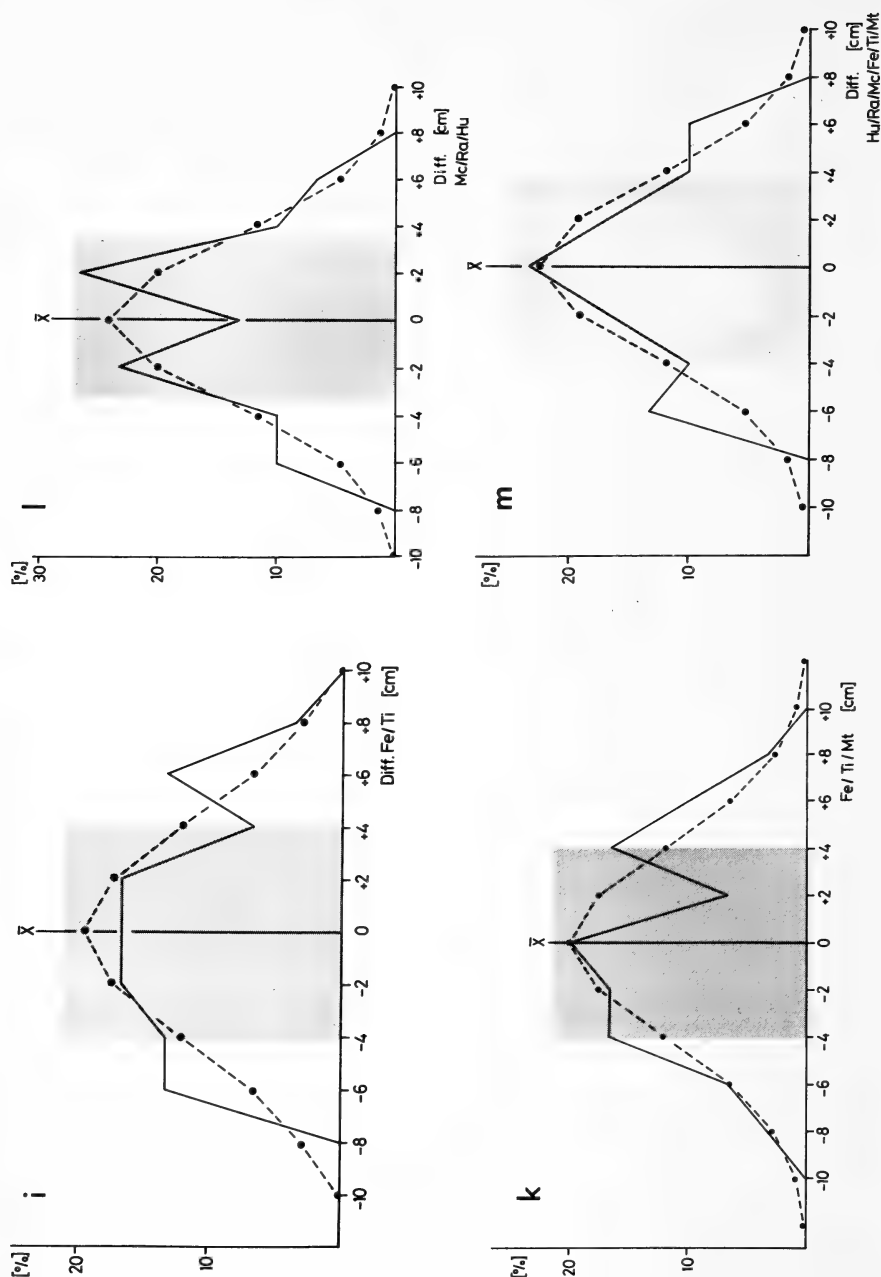 i
[%]
20
10
X̄
-10 -8 -6 -4 -2 0 +2 +4 +6 +8 +10
Diff. Fe/Ti [cm]
k
[%]
20
10
X̄
-10 -8 -6 -4 -2 0 +2 +4 +6 +8 +10
Fe/Ti/Mt [cm]
l
[%]
30
20
10
X̄
-10 -8 -6 -4 -2 0 +2 +4 +6 +8 +10
Diff. [cm]
Mc/Ra/Hu
m
[%]
20
10
X̄
-10 -8 -6 -4 -2 0 +2 +4 +6 +8 +10
Diff. [cm]
Hu/Ra/Mc/Fe/Ti/Mt